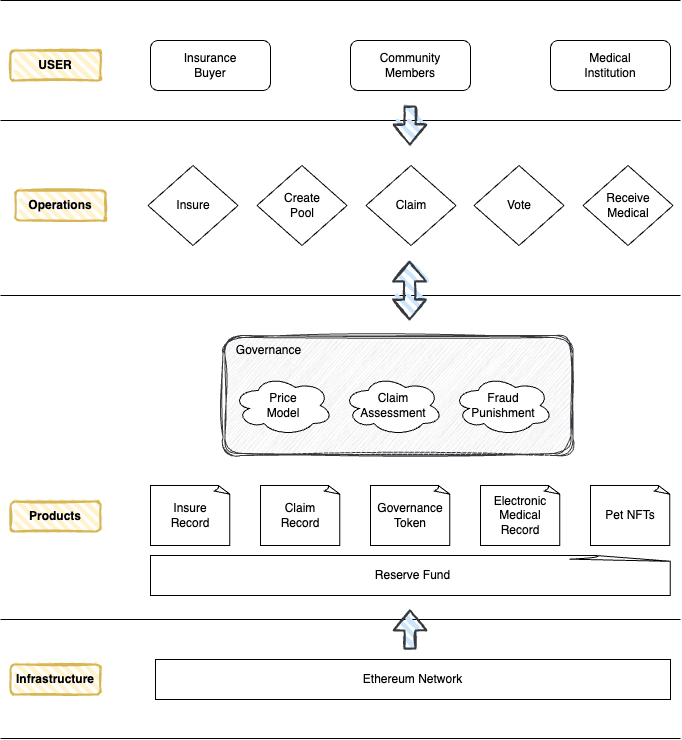 USER
Insurance
Buyer
Community
Members
Medical
Institution
Operations
Insure
Create
Pool
Claim
Vote
Receive
Medical
Governance
Price
Model
Claim
Assessment
Fraud
Punishment
Products
Insure
Record
Claim
Record
Governance
Token
Electronic
Medical
Record
Pet NFTs
Reserve Fund
Infrastructure
Ethereum Network